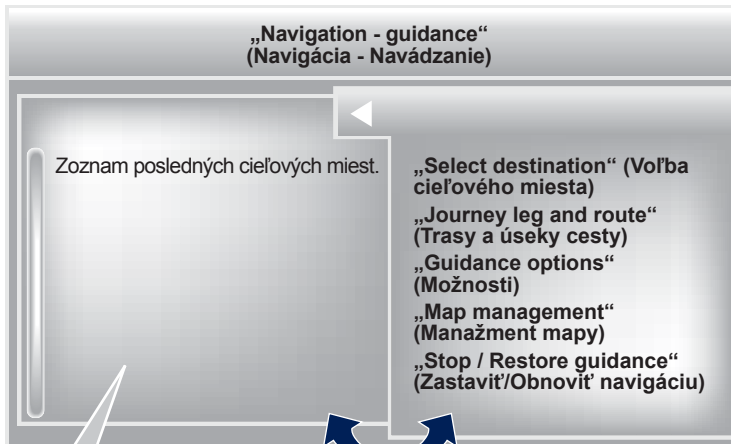 „Navigation - guidance“
(Navigácia - Navádzanie)
Zoznam posledných cieľových miest.
„Select destination“ (Voľba
cieľového miesta)
„Journey leg and route“
(Trasy a úseky cesty)
„Guidance options“
(Možnosti)
„Map management“
(Manažment mapy)
„Stop / Restore guidance“
(Zastaviť/Obnoviť navigáciu)